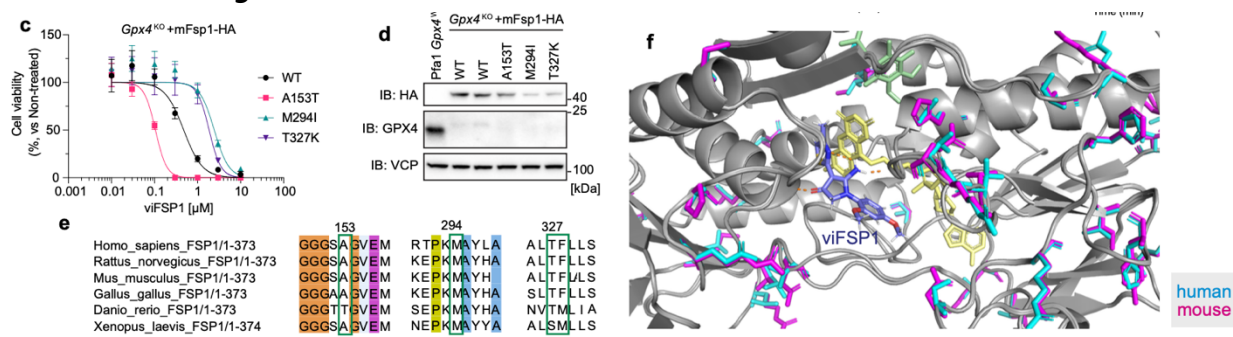 Time (min)
c
Gpx4KO +mFsp1-HA
Cell viability
(%, vs Non-treated)
150
100
50
0
0.001 0.01 0.1 1 10 100
viFSP1 [µM]
WT
A153T
M294I
T327K
d
Gpx4KO +mFsp1-HA
Pfa1 Gpx4
WT
WT
A153T
M294I
T327K
IB: HA
40
25
IB: GPX4
IB: VCP
100
[kDa]
e
153 294 327
Homo_sapiens_FSP1/1-373 GGGSAGVEM RTPKMAYLA ALTFLLS
Rattus_norvegicus_FSP1/1-373 GGGSAGVEM KEPKMAYHA ALTFLLS
Mus_musculus_FSP1/1-373 GGGSAGVEM KEPKMAYHA ALTFLLS
Gallus_gallus_FSP1/1-373 GGGAAGVEM KEPKMAYHA SLTFLLS
Danio_rerio_FSP1/1-373 GGGTTGVEM SEPKMAYHA NVTMLIA
Xenopus_laevis_FSP1/1-374 GGGSAGVEM NEPKMAYYA ALSMLLS
f
viFSP1
human
mouse